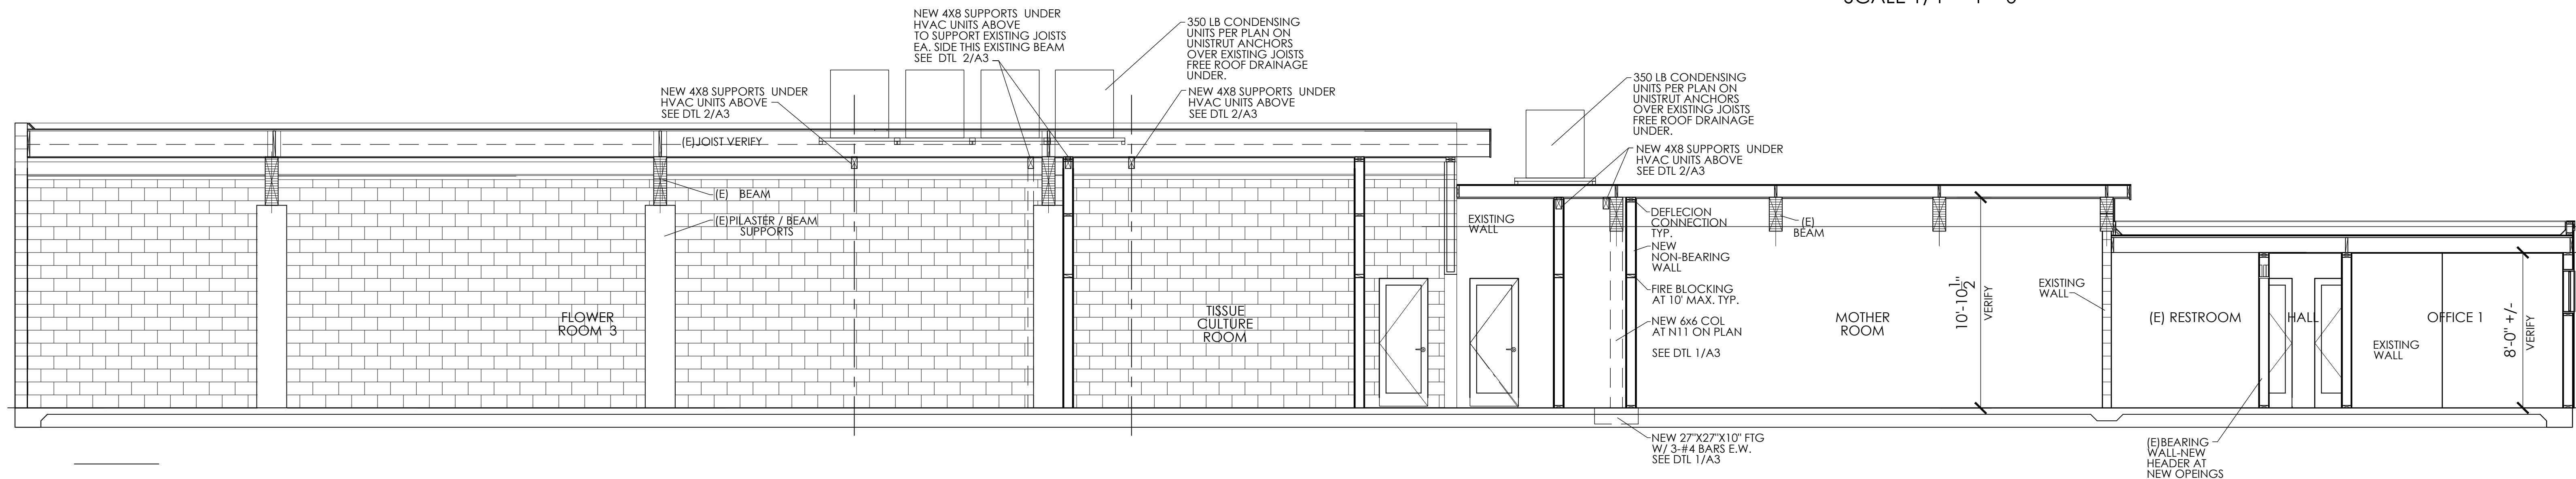 NEW 4X8 SUPPORTS UNDER
HVAC UNITS ABOVE
TO SUPPORT EXISTING JOISTS
EA. SIDE THIS EXISTING BEAM
SEE DTL 2/A3
350 LB CONDENSING
UNITS PER PLAN ON
UNISTRUT ANCHORS
OVER EXISTING JOISTS
FREE ROOF DRAINAGE
UNDER.
NEW 4X8 SUPPORTS UNDER
HVAC UNITS ABOVE
SEE DTL 2/A3
NEW 4X8 SUPPORTS UNDER
HVAC UNITS ABOVE
SEE DTL 2/A3
350 LB CONDENSING
UNITS PER PLAN ON
UNISTRUT ANCHORS
OVER EXISTING JOISTS
FREE ROOF DRAINAGE
UNDER.
NEW 4X8 SUPPORTS UNDER
HVAC UNITS ABOVE
SEE DTL 2/A3
(E)JOIST VERIFY
(E) BEAM
(E)PILASTER / BEAM
SUPPORTS
EXISTING
WALL
DEFLECION
CONNECTION
TYP.
NEW
NON-BEARING
WALL
FIRE BLOCKING
AT 10' MAX. TYP.
NEW 6x6 COL
AT N11 ON PLAN
SEE DTL 1/A3
(E)
BEAM
FLOWER
ROOM 3
TISSUE
CULTURE
ROOM
MOTHER
ROOM
10'-10 1/2"
VERIFY
EXISTING
WALL
(E) RESTROOM
HALL
OFFICE 1
EXISTING
WALL
8'-0" +/-
VERIFY
NEW 27"X27"X10" FTG
W/ 3-#4 BARS E.W.
SEE DTL 1/A3
(E)BEARING
WALL-NEW
HEADER AT
NEW OPEINGS